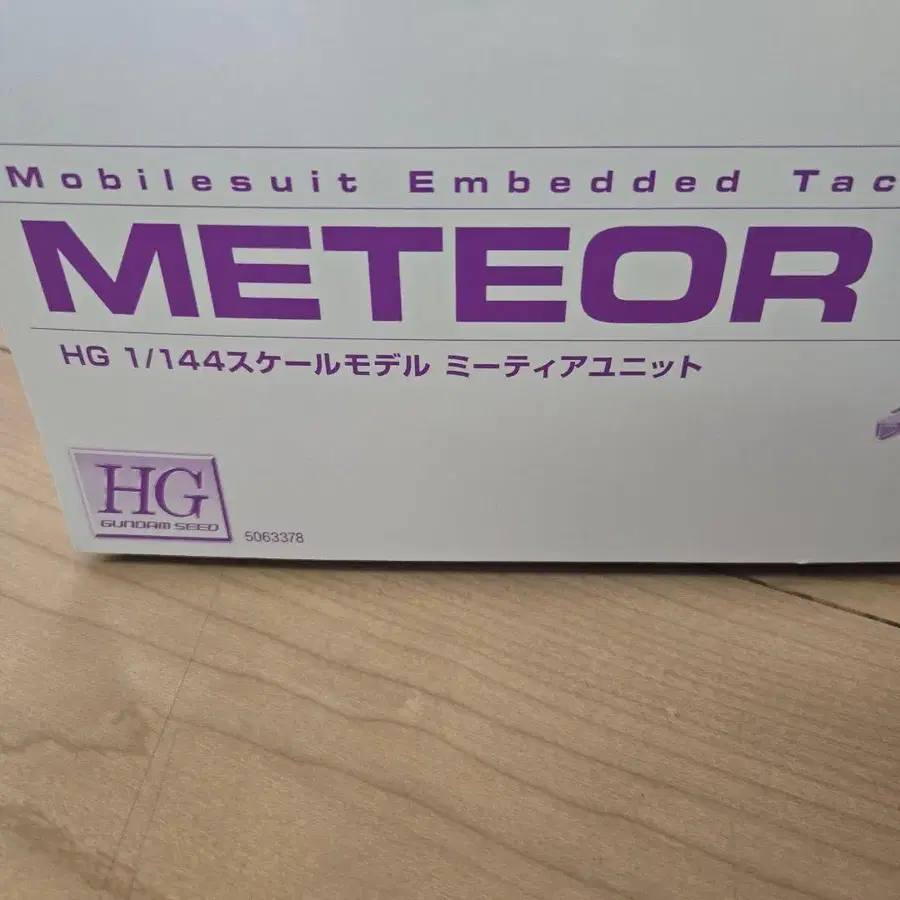 Mobilesuit Embedded Tac
METEOR
HG 1/144スケールモデル ミーティアユニット
HG
GUNDAM SEED
5063378